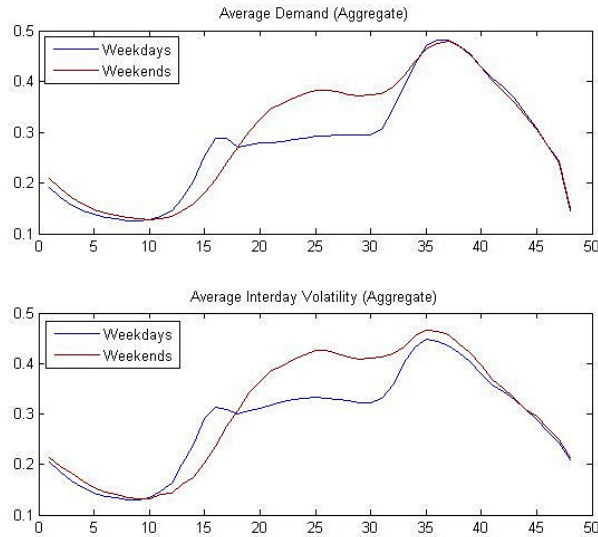 Average Demand (Aggregate)
0.5
0.4
0.3
0.2
0.1
Weekdays
Weekends
0 5 10 15 20 25 30 35 40 45 50
Average Interday Volatility (Aggregate)
0.5
0.4
0.3
0.2
0.1
Weekdays
Weekends
0 5 10 15 20 25 30 35 40 45 50